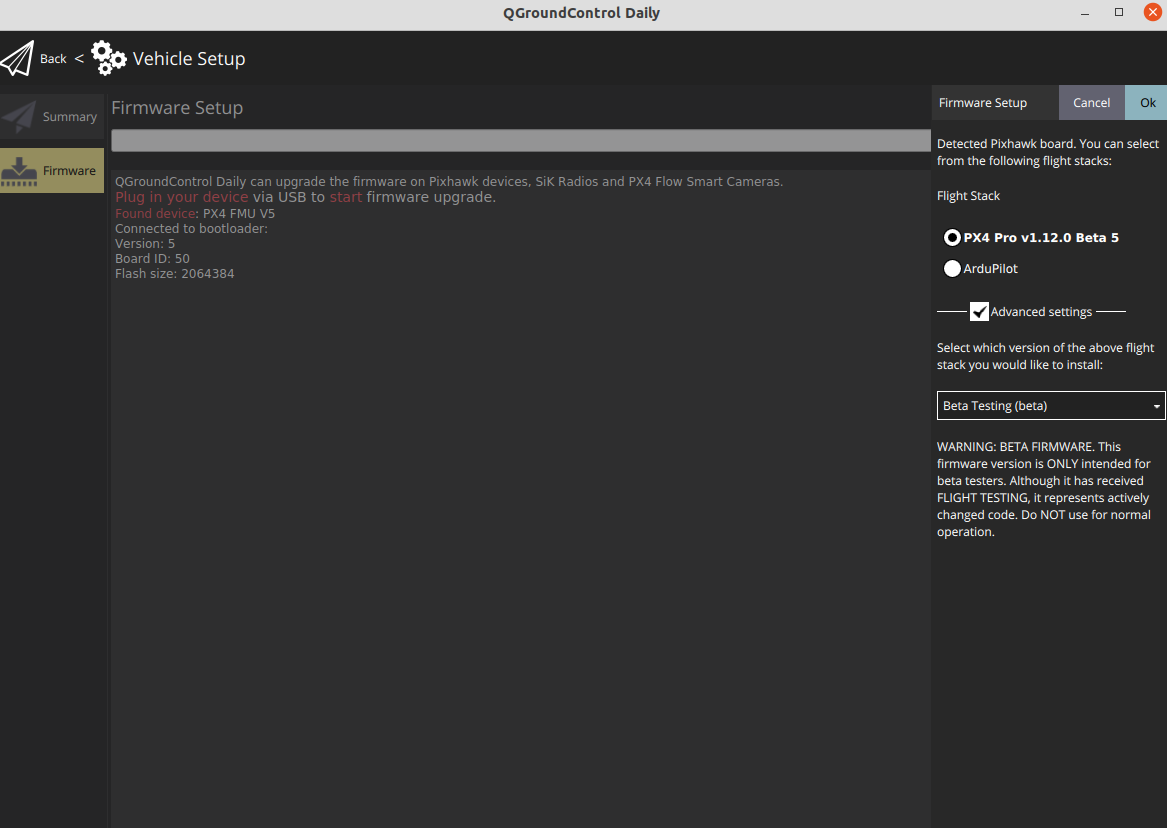 QGroundControl Daily
Back < Vehicle Setup
Summary
Firmware
Firmware Setup
QGroundControl Daily can upgrade the firmware on Pixhawk devices, SiK Radios and PX4 Flow Smart Cameras.
Plug in your device via USB to start firmware upgrade.
Found device: PX4 FMU V5
Connected to bootloader:
Version: 5
Board ID: 50
Flash size: 2064384
Firmware Setup Cancel Ok
Detected Pixhawk board. You can select
from the following flight stacks:
Flight Stack
PX4 Pro v1.12.0 Beta 5
ArduPilot
Advanced settings
Select which version of the above flight
stack you would like to install:
Beta Testing (beta)
WARNING: BETA FIRMWARE. This
firmware version is ONLY intended for
beta testers. Although it has received
FLIGHT TESTING, it represents actively
changed code. Do NOT use for normal
operation.